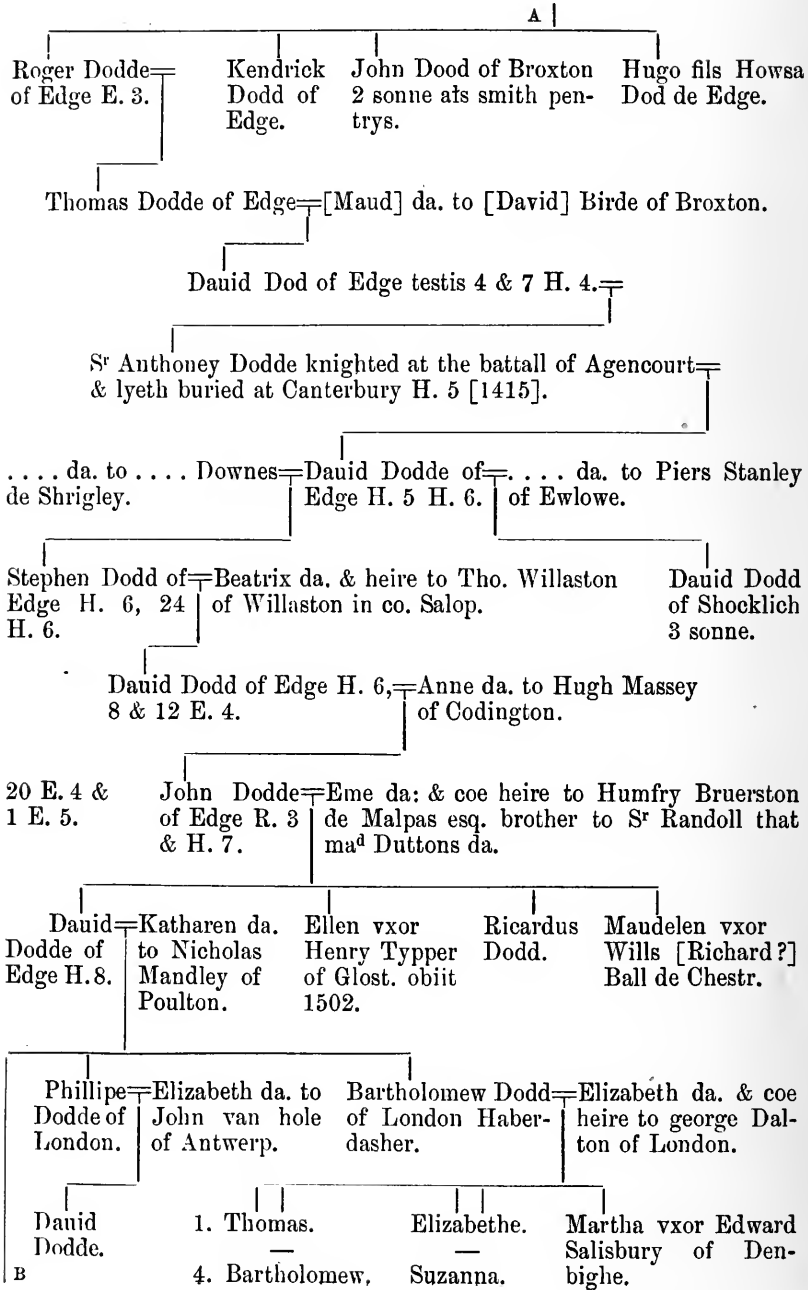 A
Roger Dodde
of Edge E. 3.
Kendrick
Dodd of
Edge.
John Dood of Broxton
2 sonne ałs smith pen-
trys.
Hugo fils Howsa
Dod de Edge.
Thomas Dodde of Edge=[Maud] da. to [David] Birde of Broxton.
Dauid Dod of Edge testis 4 & 7 H. 4.=
Sʳ Anthoney Dodde knighted at the battall of Agencourt=
& lyeth buried at Canterbury H. 5 [1415].
. . . . da. to . . . . Downes=
de Shrigley.
Dauid Dodde of=
Edge H. 5 H. 6.
. . . . da. to Piers Stanley
of Ewlowe.
Stephen Dodd of=
Edge H. 6, 24
H. 6.
Beatrix da. & heire to Tho. Willaston
of Willaston in co. Salop.
Dauid Dodd
of Shocklich
3 sonne.
Dauid Dodd of Edge H. 6,=
8 & 12 E. 4.
Anne da. to Hugh Massey
of Codington.
20 E. 4 &
1 E. 5.
John Dodde=
of Edge R. 3
& H. 7.
Eme da: & coe heire to Humfry Bruerston
de Malpas esq. brother to Sʳ Randoll that
maᵈ Duttons da.
Dauid=
Dodde of
Edge H. 8.
Katharen da.
to Nicholas
Mandley of
Poulton.
Ellen vxor
Henry Typper
of Glost. obiit
1502.
Ricardus
Dodd.
Maudelen vxor
Wills [Richard?]
Ball de Chestr.
Phillipe=
Dodde of
London.
Elizabeth da. to
John van hole
of Antwerp.
Bartholomew Dodd=
of London Haber-
dasher.
Elizabeth da. & coe
heire to george Dal-
ton of London.
Dauid
Dodde.
1. Thomas.
—
4. Bartholomew,
Elizabethe.
—
Suzanna.
Martha vxor Edward
Salisbury of Den-
bighe.
B